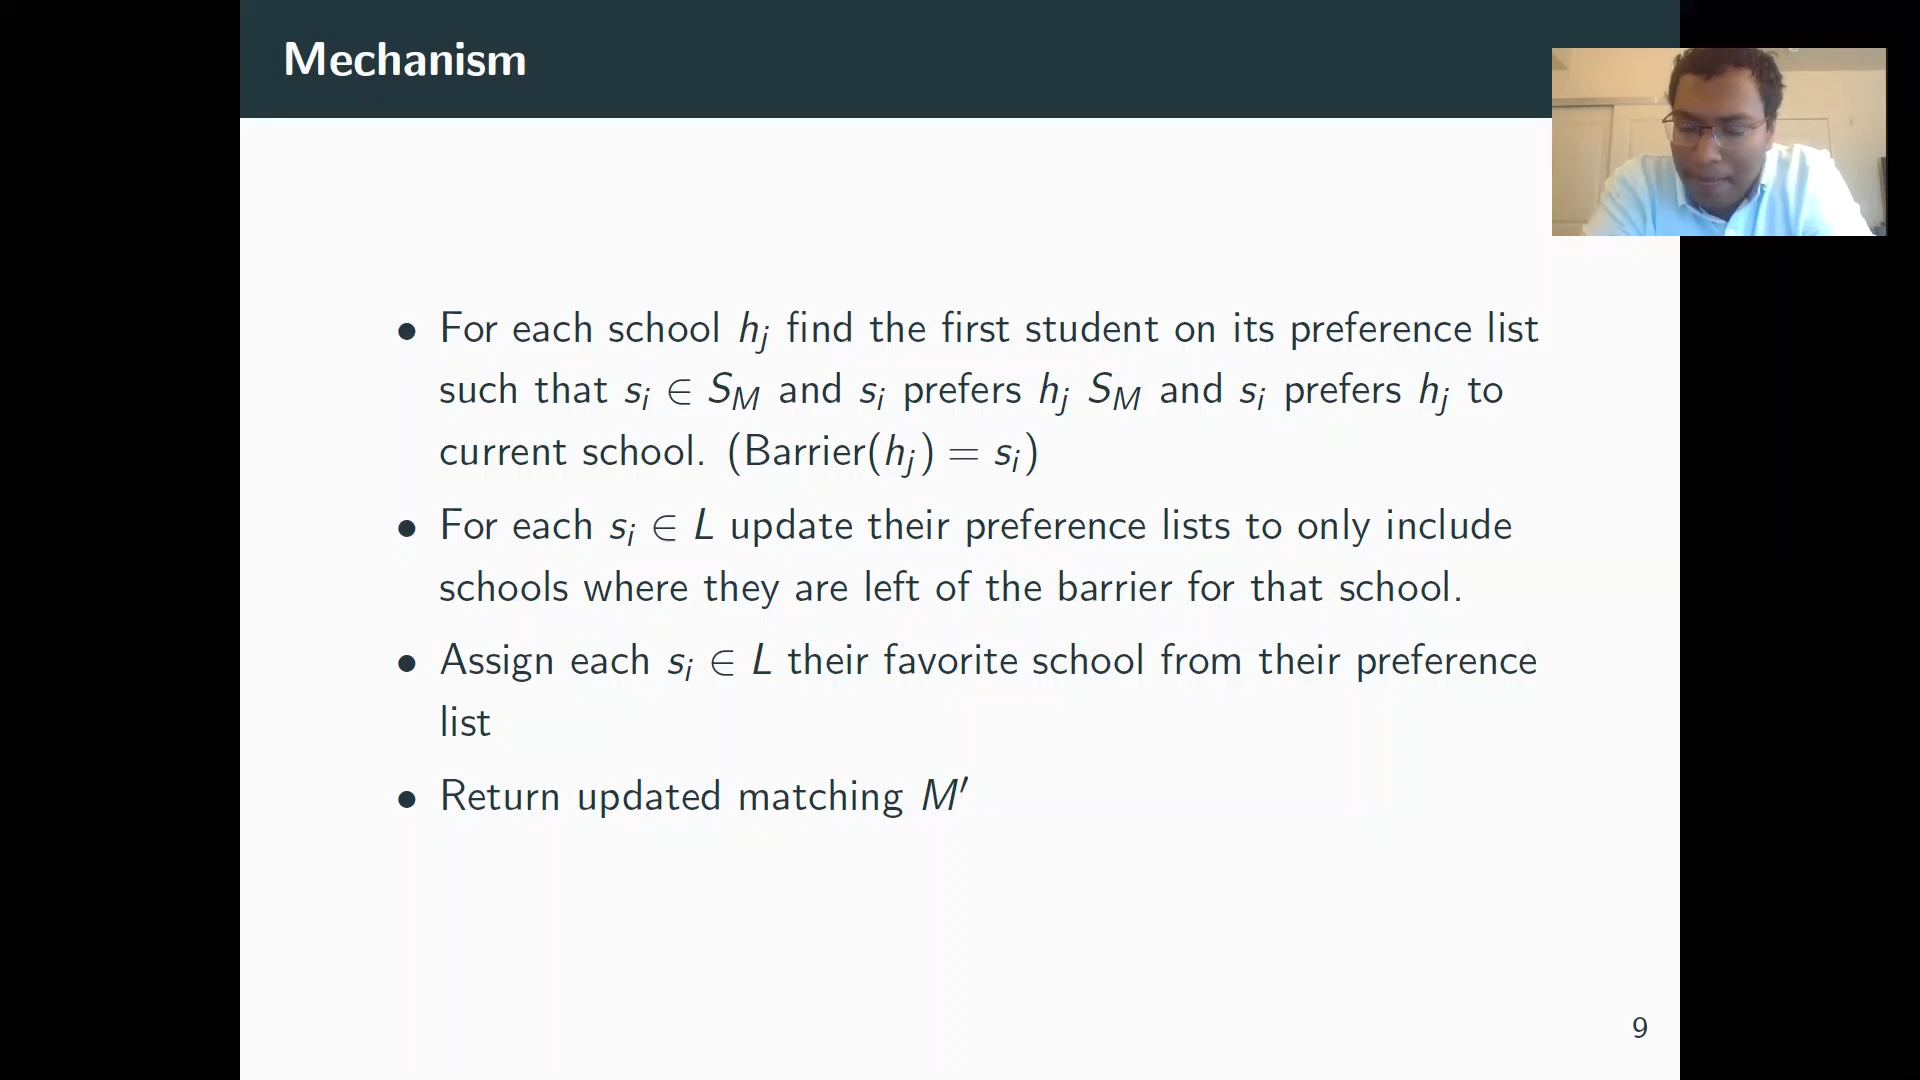 Mechanism
• For each school h_j find the first student on its preference list
such that s_i ∈ S_M and s_i prefers h_j S_M and s_i prefers h_j to
current school. (Barrier(h_j) = s_i)
• For each s_i ∈ L update their preference lists to only include
schools where they are left of the barrier for that school.
• Assign each s_i ∈ L their favorite school from their preference
list
• Return updated matching M′
9